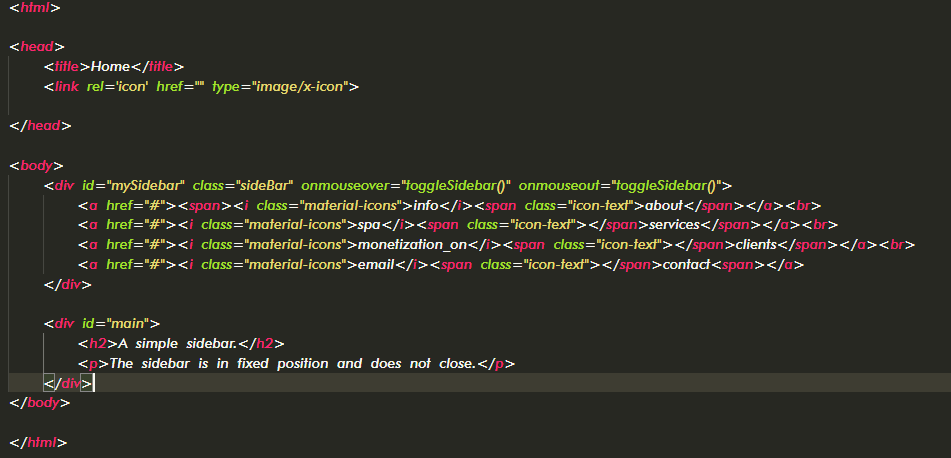 <html>
<head>
<title>Home</title>
<link rel='icon' href="" type="image/x-icon">
</head>
<body>
<div id="mySidebar" class="sideBar" onmouseover="toggleSidebar()" onmouseout="toggleSidebar()">
<a href="#"><span><i class="material-icons">info</i><span class="icon-text">about</span></a><br>
<a href="#"><i class="material-icons">spa</i><span class="icon-text"></span>services</span></a><br>
<a href="#"><i class="material-icons">monetization_on</i><span class="icon-text"></span>clients</span></a><br>
<a href="#"><i class="material-icons">email</i><span class="icon-text"></span>contact<span></a>
</div>
<div id="main">
<h2>A simple sidebar.</h2>
<p>The sidebar is in fixed position and does not close.</p>
</div>
</body>
</html>